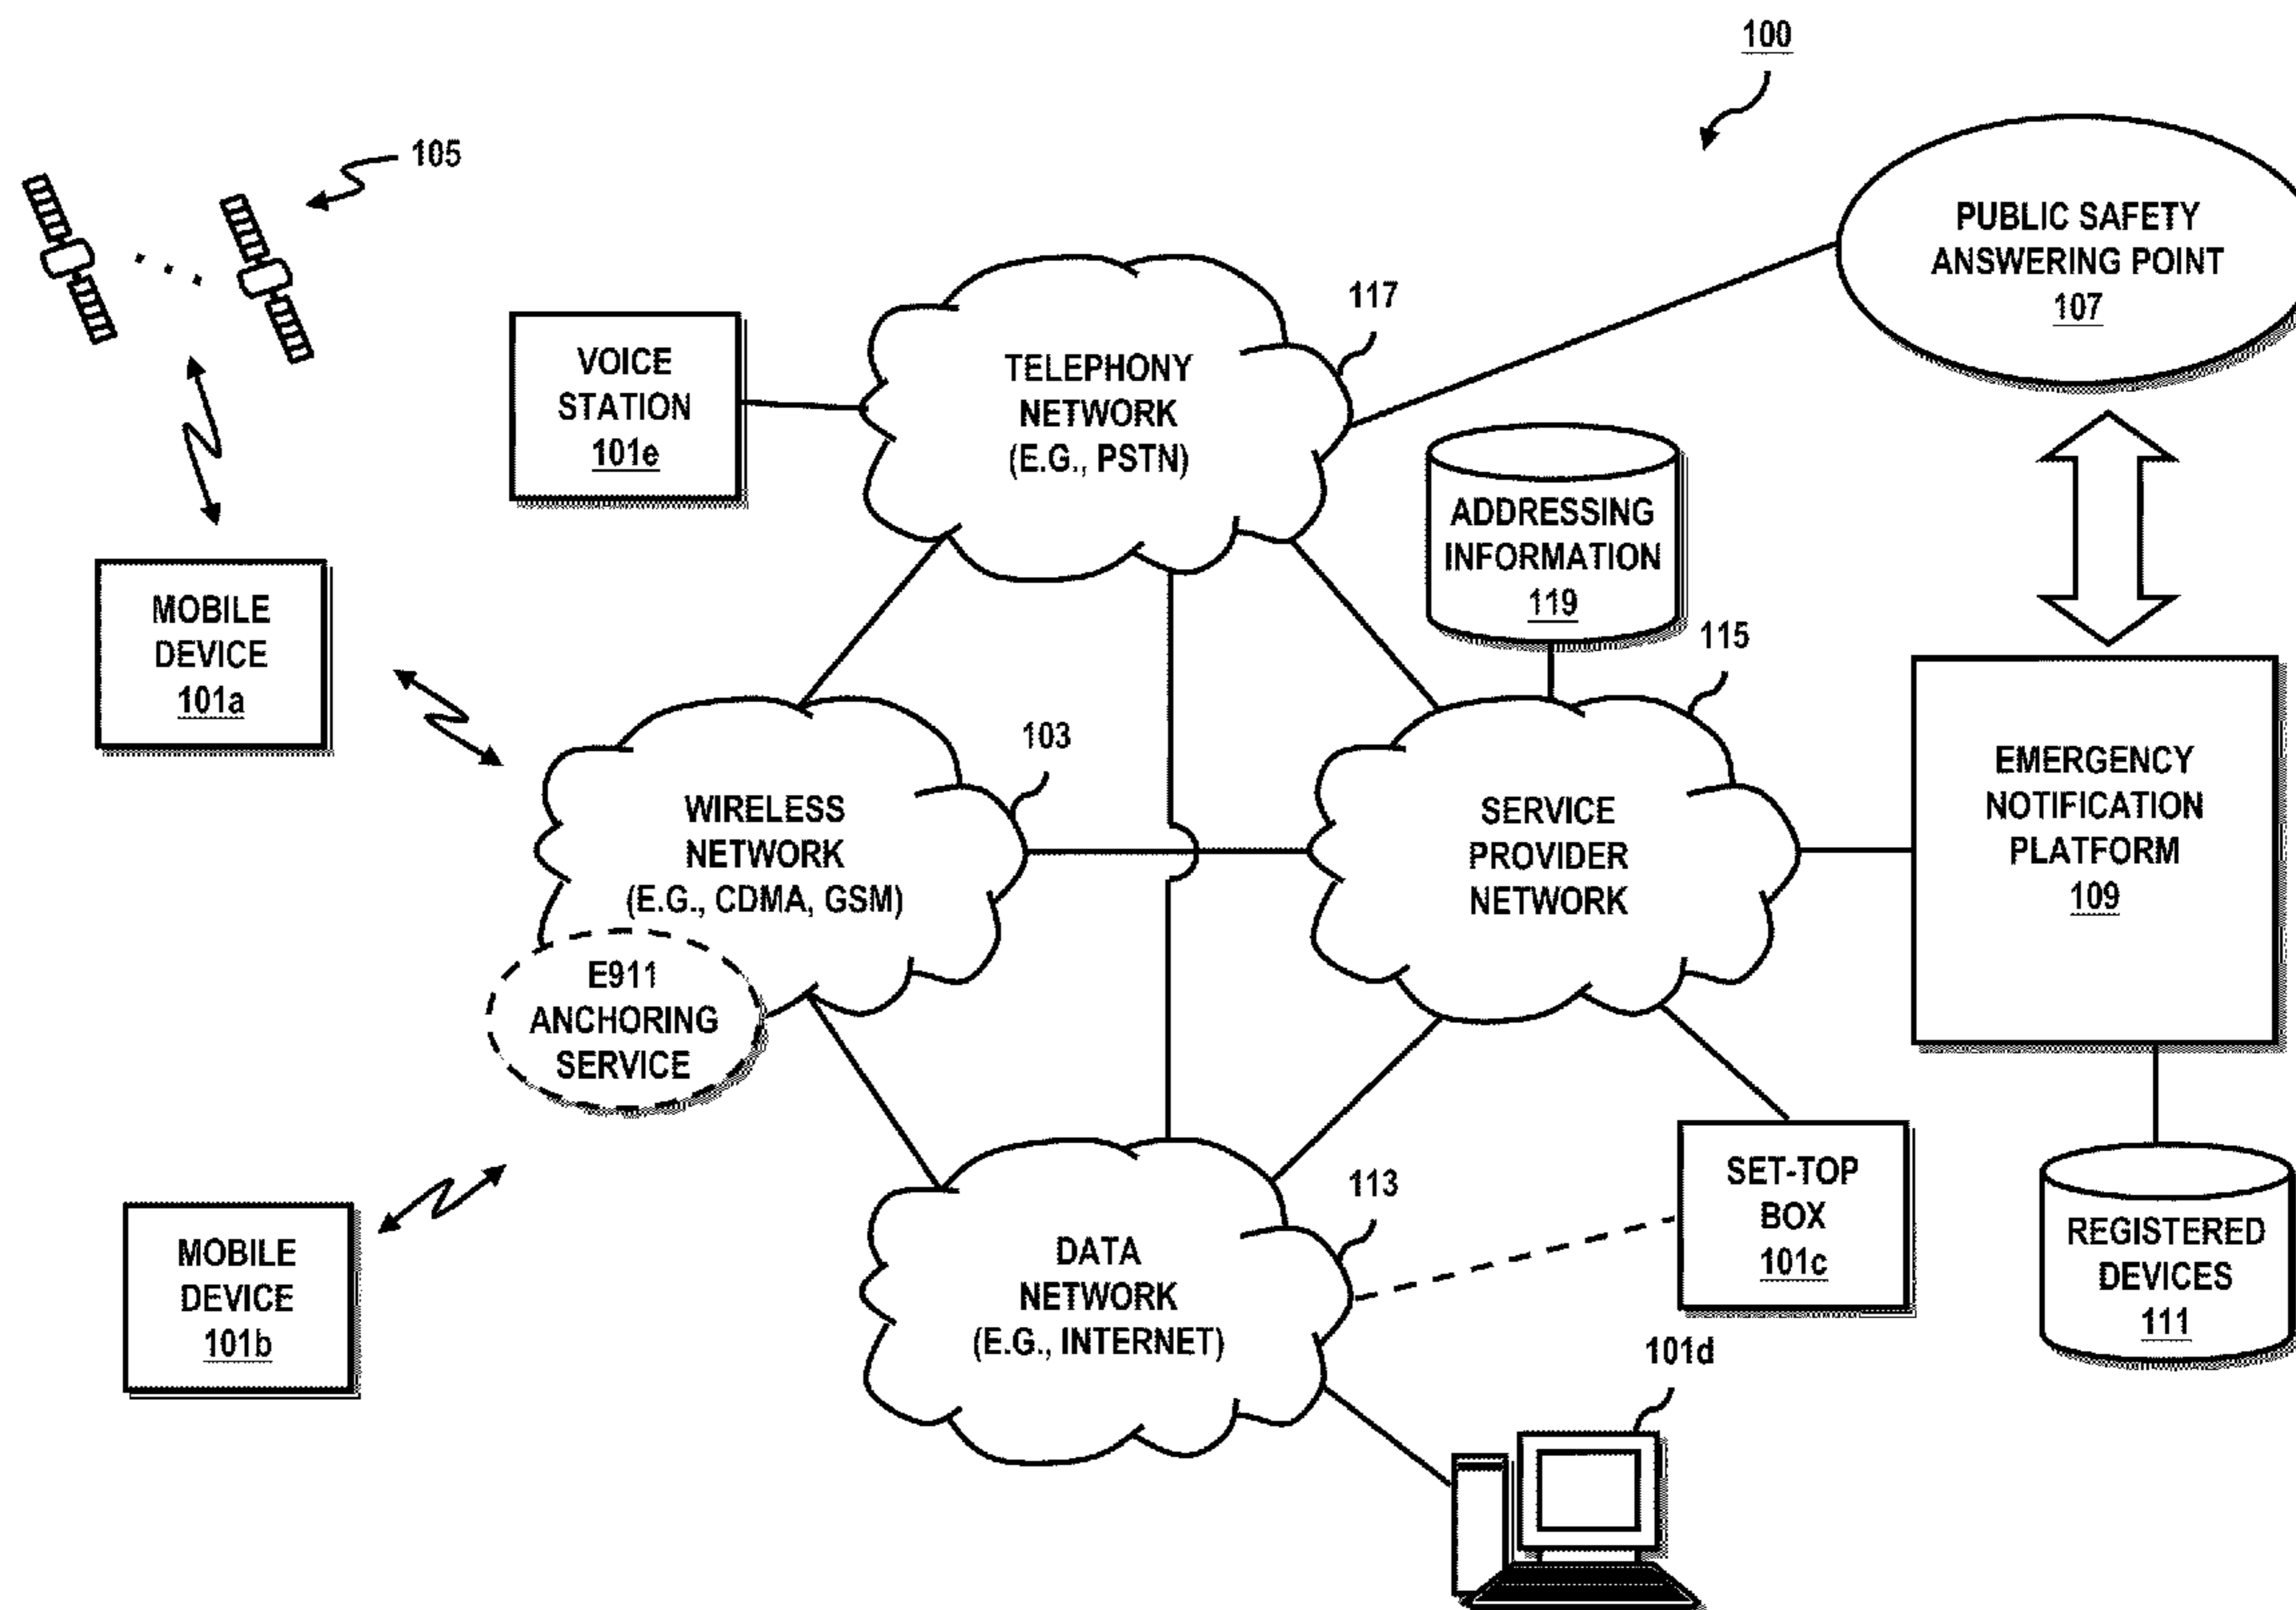 100
105
PUBLIC SAFETY
ANSWERING POINT
107
117
VOICE
STATION
101e
TELEPHONY
NETWORK
(E.G., PSTN)
ADDRESSING
INFORMATION
119
115
MOBILE
DEVICE
101a
103
WIRELESS
NETWORK
(E.G., CDMA, GSM)
SERVICE
PROVIDER
NETWORK
EMERGENCY
NOTIFICATION
PLATFORM
109
E911
ANCHORING
SERVICE
113
SET-TOP
BOX
101c
MOBILE
DEVICE
101b
DATA
NETWORK
(E.G., INTERNET)
REGISTERED
DEVICES
111
101d